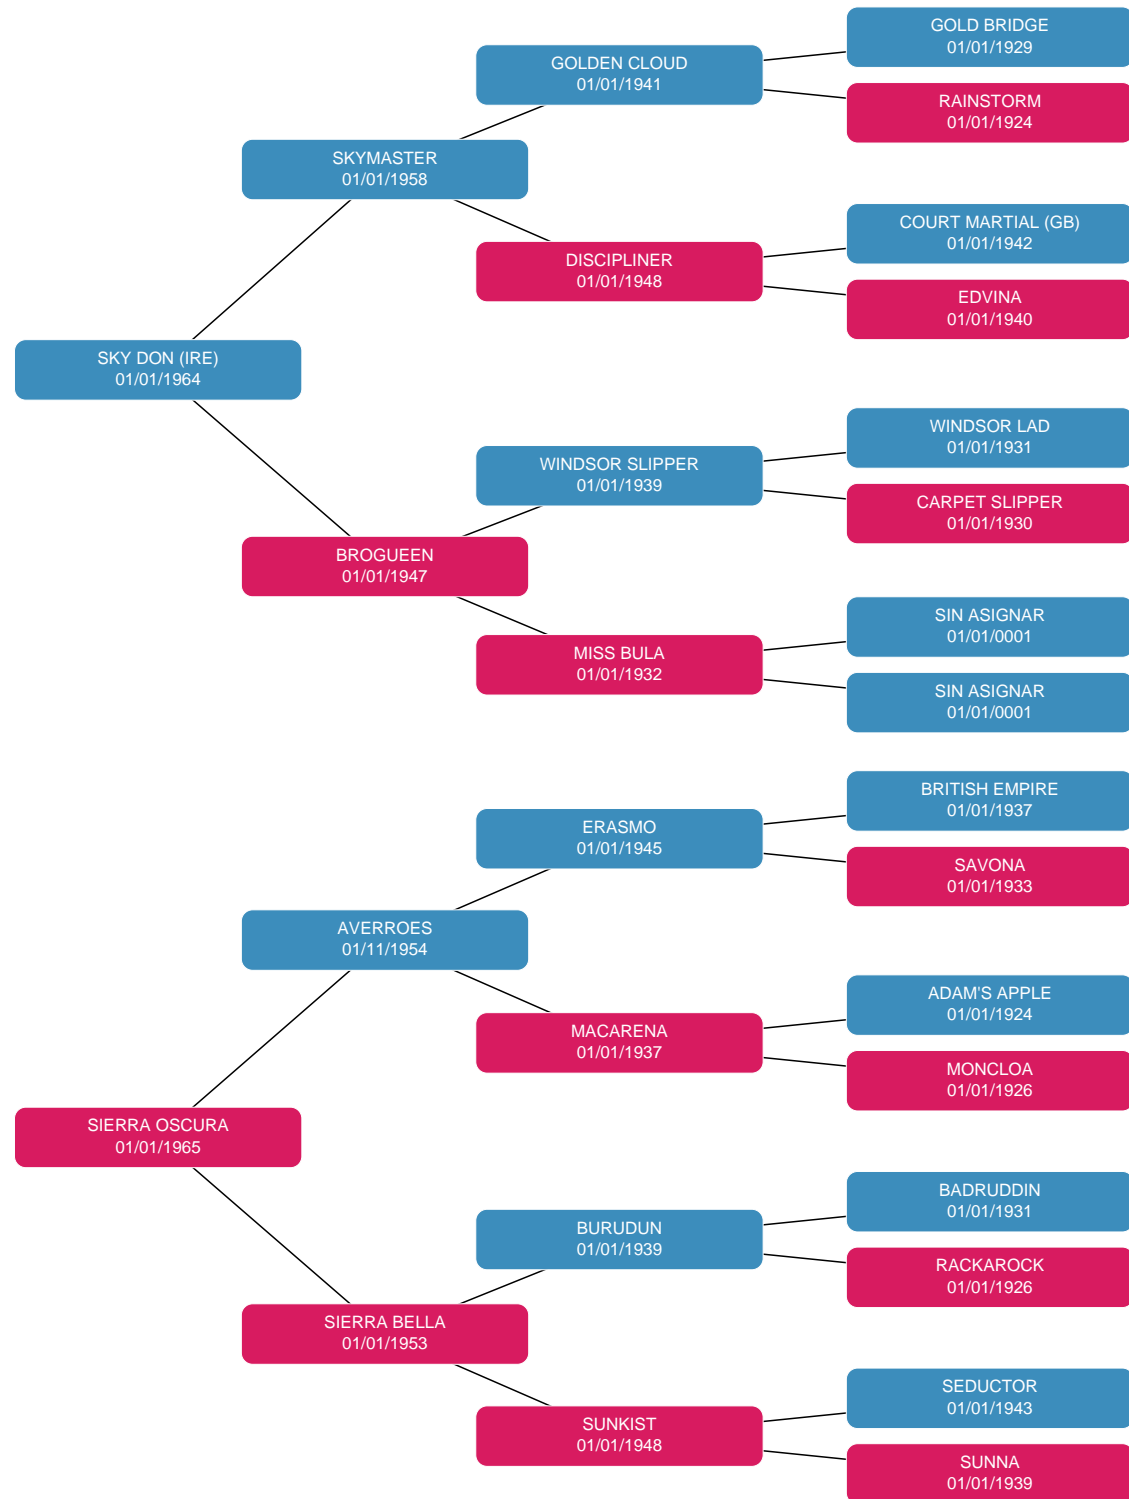 GOLD BRIDGE
01/01/1929
GOLDEN CLOUD
01/01/1941
RAINSTORM
01/01/1924
SKYMASTER
01/01/1958
COURT MARTIAL (GB)
01/01/1942
DISCIPLINER
01/01/1948
EDVINA
01/01/1940
SKY DON (IRE)
01/01/1964
WINDSOR LAD
01/01/1931
WINDSOR SLIPPER
01/01/1939
CARPET SLIPPER
01/01/1930
BROGUEEN
01/01/1947
SIN ASIGNAR
01/01/0001
MISS BULA
01/01/1932
SIN ASIGNAR
01/01/0001
BRITISH EMPIRE
01/01/1937
ERASMO
01/01/1945
SAVONA
01/01/1933
AVERROES
01/11/1954
ADAM'S APPLE
01/01/1924
MACARENA
01/01/1937
MONCLOA
01/01/1926
SIERRA OSCURA
01/01/1965
BADRUDDIN
01/01/1931
BURUDUN
01/01/1939
RACKAROCK
01/01/1926
SIERRA BELLA
01/01/1953
SEDUCTOR
01/01/1943
SUNKIST
01/01/1948
SUNNA
01/01/1939